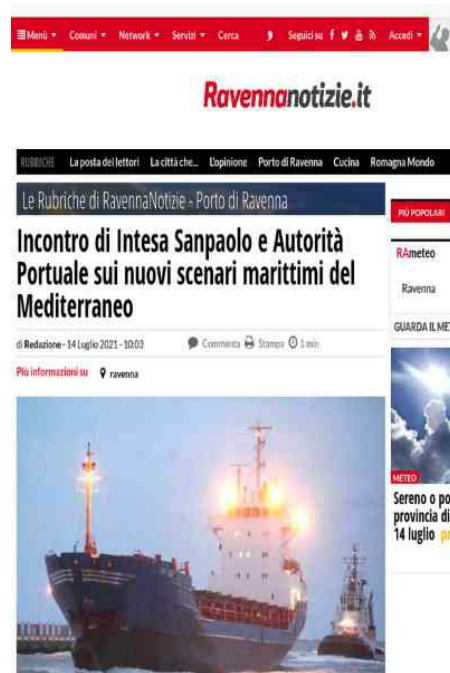 Menù Comuni Network Servizi Cerca Seguici su Accedi
Ravennanotizie.it
RUBRICHE La posta dei lettori La città che... L'opinione Porto di Ravenna Cucina Romagna Mondo
Le Rubriche di RavennaNotizie - Porto di Ravenna
Incontro di Intesa Sanpaolo e Autorità
Portuale sui nuovi scenari marittimi del
Mediterraneo
di Redazione - 14 Luglio 2021 - 10:03 Commenta Stampa 1 min
Più informazioni su ravenna
PIÙ POPOLARI
RAmeteo
Ravenna
GUARDA IL MET
METEO
Sereno o po
provincia di
14 luglio